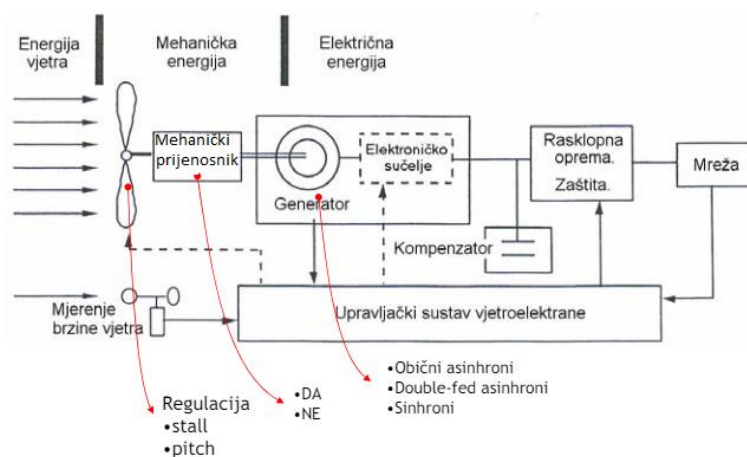 Energija
vjetra
Mehanička
energija
Električna
energija
Mehanički
prijenosnik
Elektroničko
sučelje
Generator
Rasklopna
oprema.
Zaštita.
Mreža
Kompenzator
Mjerenje
brzine vjetra
Upravljački sustav vjetroelektrane
Regulacija
•stall
•pitch
•DA
•NE
•Obični asinhroni
•Double-fed asinhroni
•Sinhroni